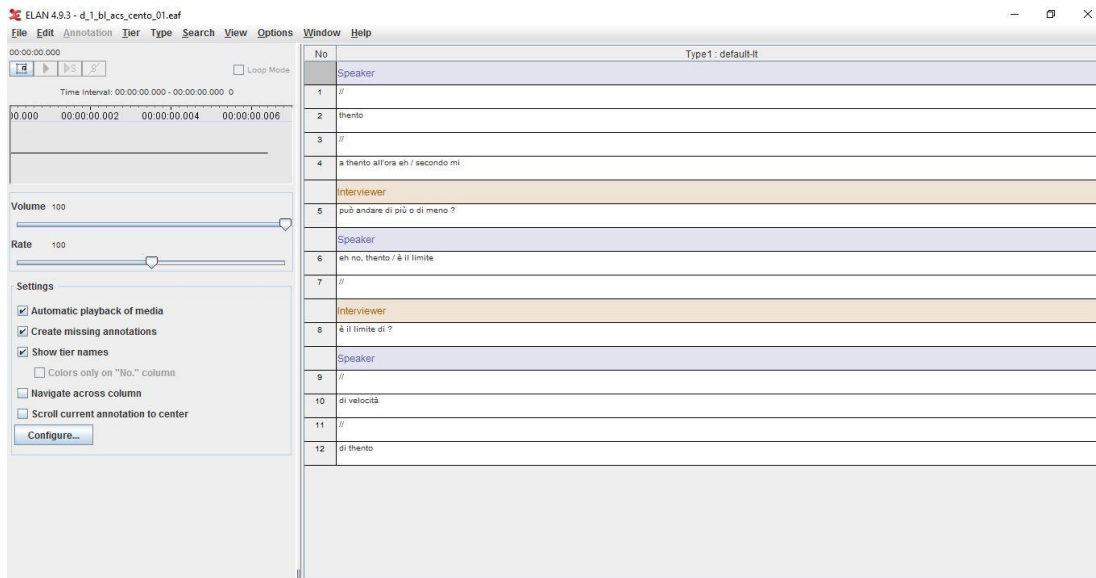 ELAN 4.9.3 - d_1_bl_acs_cento_01.eaf
File Edit Annotation Tier Type Search View Options Window Help
00:00:00.000
Loop Mode
Time Interval: 00:00:00.000 - 00:00:00.000 0
00.000 00:00:00.002 00:00:00.004 00:00:00.006
Volume 100
Rate 100
Settings
Automatic playback of media
Create missing annotations
Show tier names
Colors only on "No." column
Navigate across column
Scroll current annotation to center
Configure...
No Type1 : default-lt
Speaker
1 //
2 thento
3 //
4 a thento all'ora eh / secondo mi
Interviewer
5 può andare di più o di meno ?
Speaker
6 eh no, thento / è il limite
7 //
Interviewer
8 è il limite di ?
Speaker
9 //
10 di velocità
11 //
12 di thento